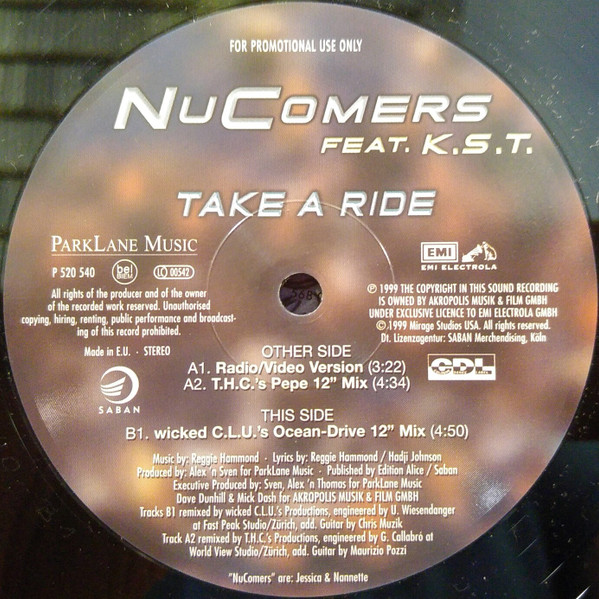 FOR PROMOTIONAL USE ONLY
NUCOMERS
FEAT. K.S.T.
TAKE A RIDE
PARKLANE MUSIC
P 520 540
bel
BIEM
LC 00542
All rights of the producer and of the owner
of the recorded work reserved. Unauthorised
copying, hiring, renting, public performance and broadcast-
ing of this record prohibited.
Made in E.U. - STEREO
SABAN
EMI
EMI ELECTROLA
℗ 1999 THE COPYRIGHT IN THIS SOUND RECORDING
IS OWNED BY AKROPOLIS MUSIK & FILM GMBH
UNDER EXCLUSIVE LICENCE TO EMI ELECTROLA GMBH
© 1999 Mirage Studios USA. All rights reserved.
Dt. Lizenzagentur: SABAN Merchendising, Köln
CDL
OTHER SIDE
A1. Radio/Video Version (3:22)
A2. T.H.C.'s Pepe 12" Mix (4:34)
THIS SIDE
B1. wicked C.L.U.'s Ocean-Drive 12" Mix (4:50)
Music by: Reggie Hammond - Lyrics by: Reggie Hammond / Hadji Johnson
Produced by: Alex 'n Sven for ParkLane Music - Published by Edition Alice / Saban
Executive Produced by: Sven, Alex 'n Thomas for ParkLane Music,
Dave Dunhill & Mick Dash for AKROPOLIS MUSIK & FILM GMBH
Tracks B1 remixed by wicked C.L.U.'s Productions, engineered by U. Wiesendanger
at Fast Peak Studio/Zürich, add. Guitar by Chris Muzik
Track A2 remixed by T.H.C.'s Productions, engineered by G. Callabró at
World View Studio/Zürich, add. Guitar by Maurizio Pozzi
"NuComers" are: Jessica & Nannette